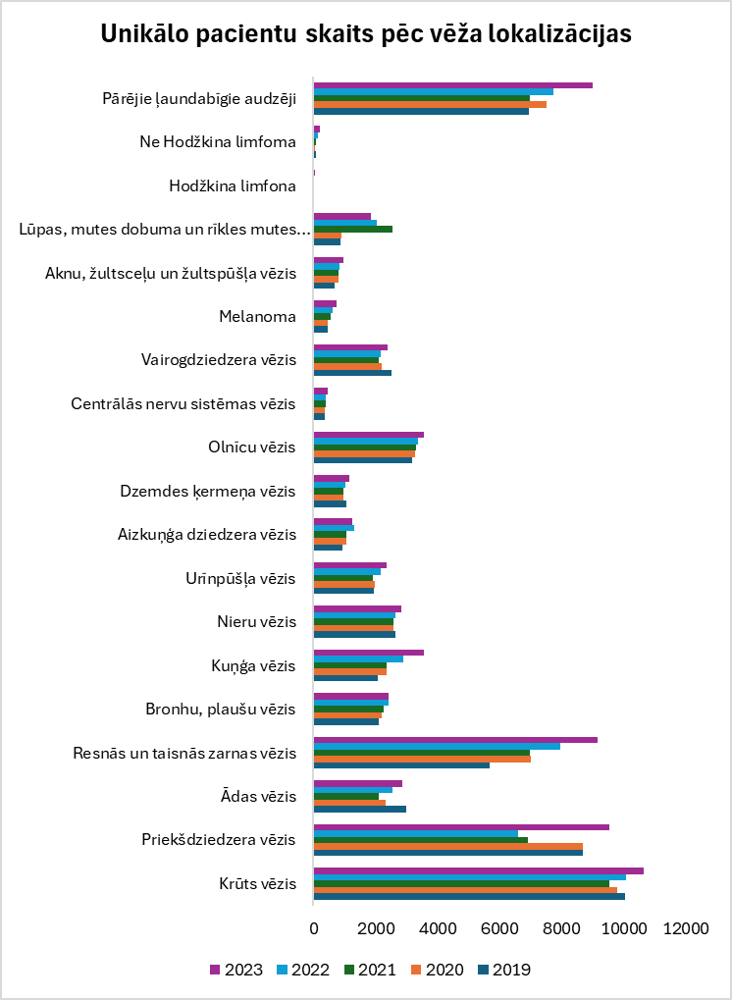 Unikālo pacientu skaits pēc vēža lokalizācijas
Pārējie ļaundabīgie audzēji
Ne Hodžkina limfoma
Hodžkina limfona
Lūpas, mutes dobuma un rīkles mutes...
Aknu, žultsceļu un žultspūšļa vēzis
Melanoma
Vairogdziedzera vēzis
Centrālās nervu sistēmas vēzis
Olnīcu vēzis
Dzemdes ķermeņa vēzis
Aizkuņģa dziedzera vēzis
Urīnpūšļa vēzis
Nieru vēzis
Kuņģa vēzis
Bronhu, plaušu vēzis
Resnās un taisnās zarnas vēzis
Ādas vēzis
Priekšdziedzera vēzis
Krūts vēzis
0 2000 4000 6000 8000 10000 12000
2023 2022 2021 2020 2019